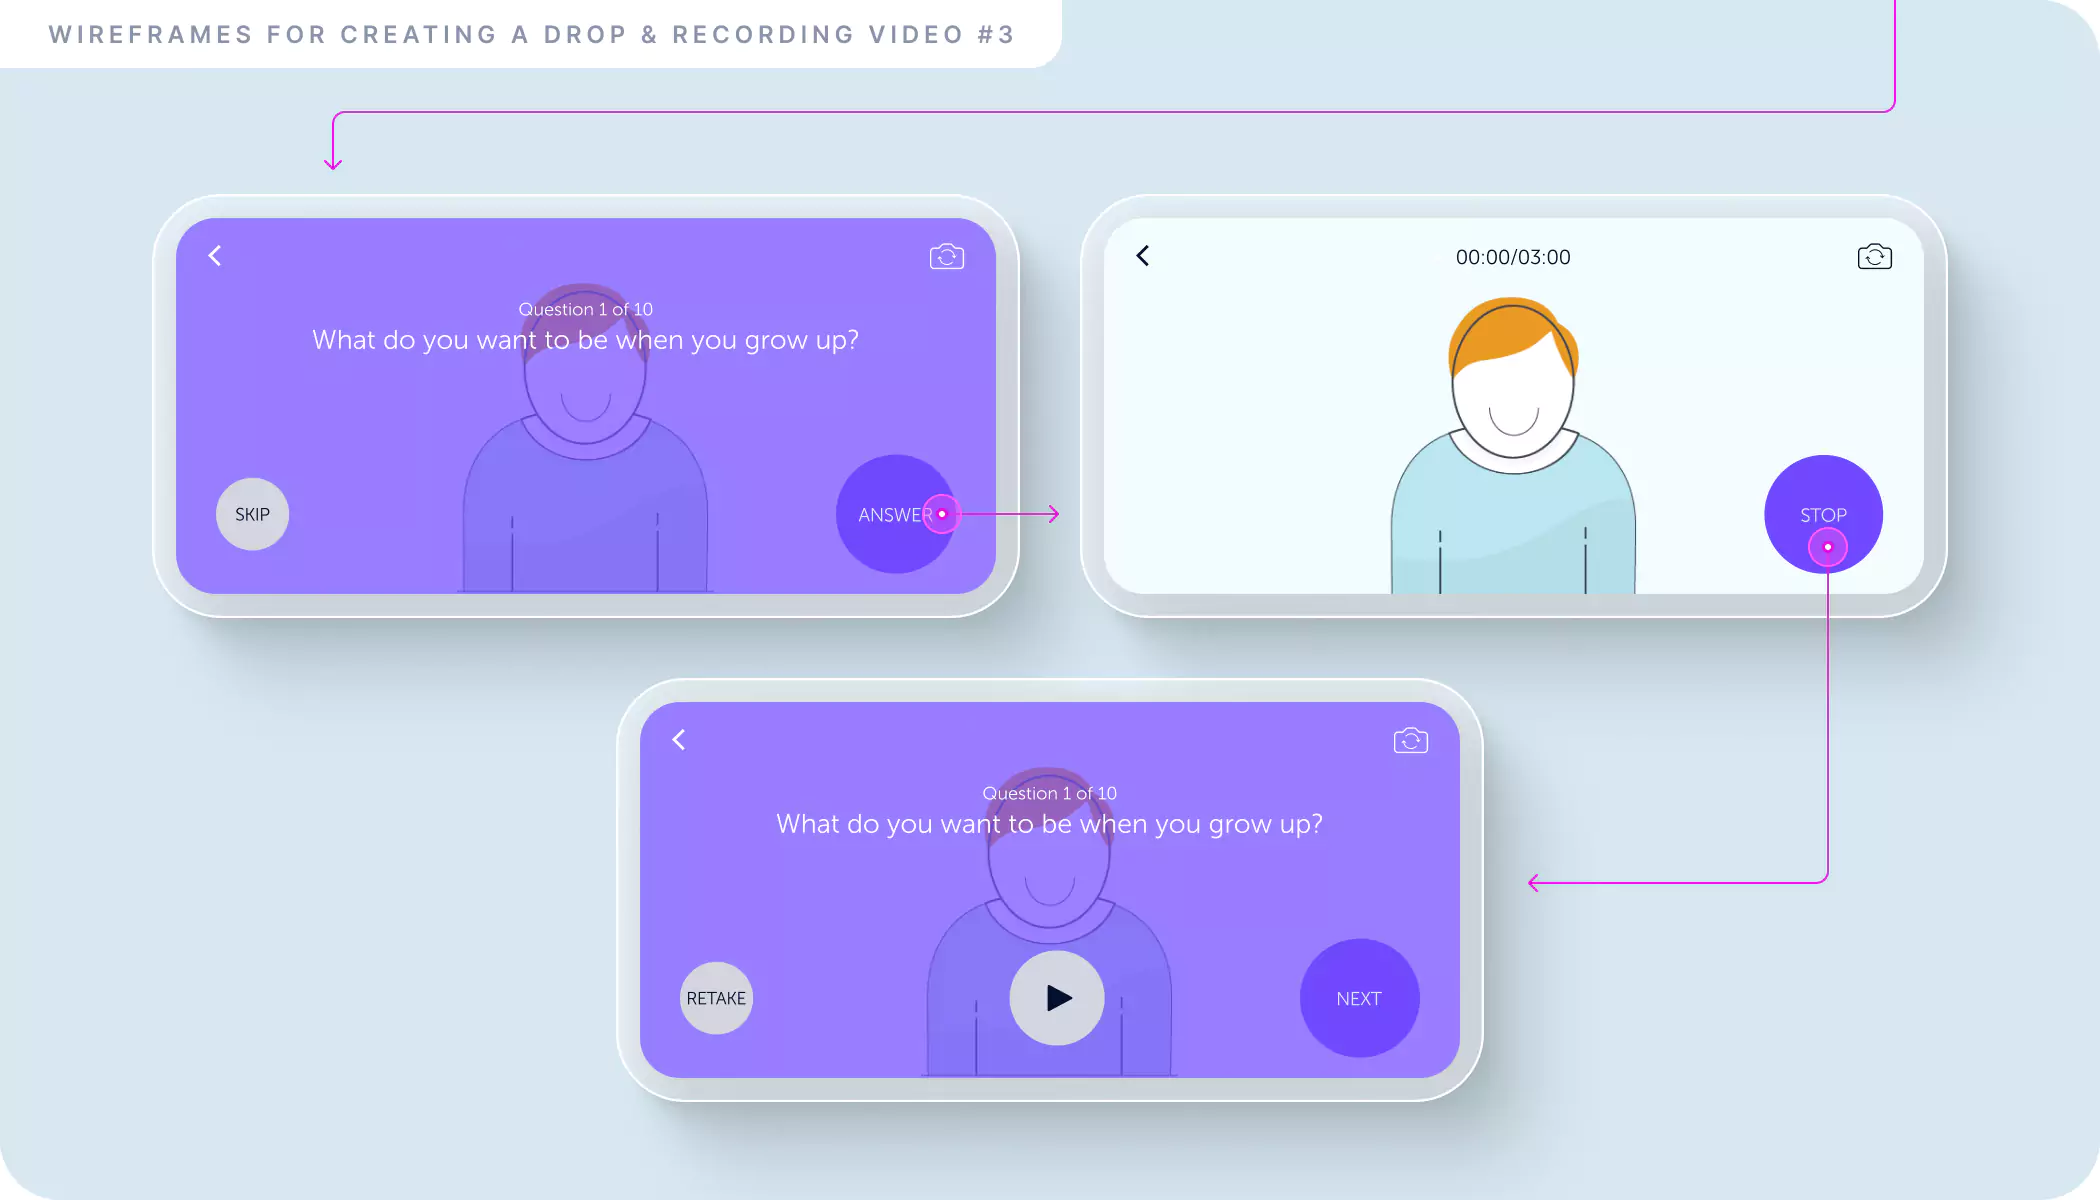 WIREFRAMES FOR CREATING A DROP & RECORDING VIDEO #3
Question 1 of 10
What do you want to be when you grow up?
SKIP
ANSWER
00:00/03:00
STOP
Question 1 of 10
What do you want to be when you grow up?
RETAKE
NEXT